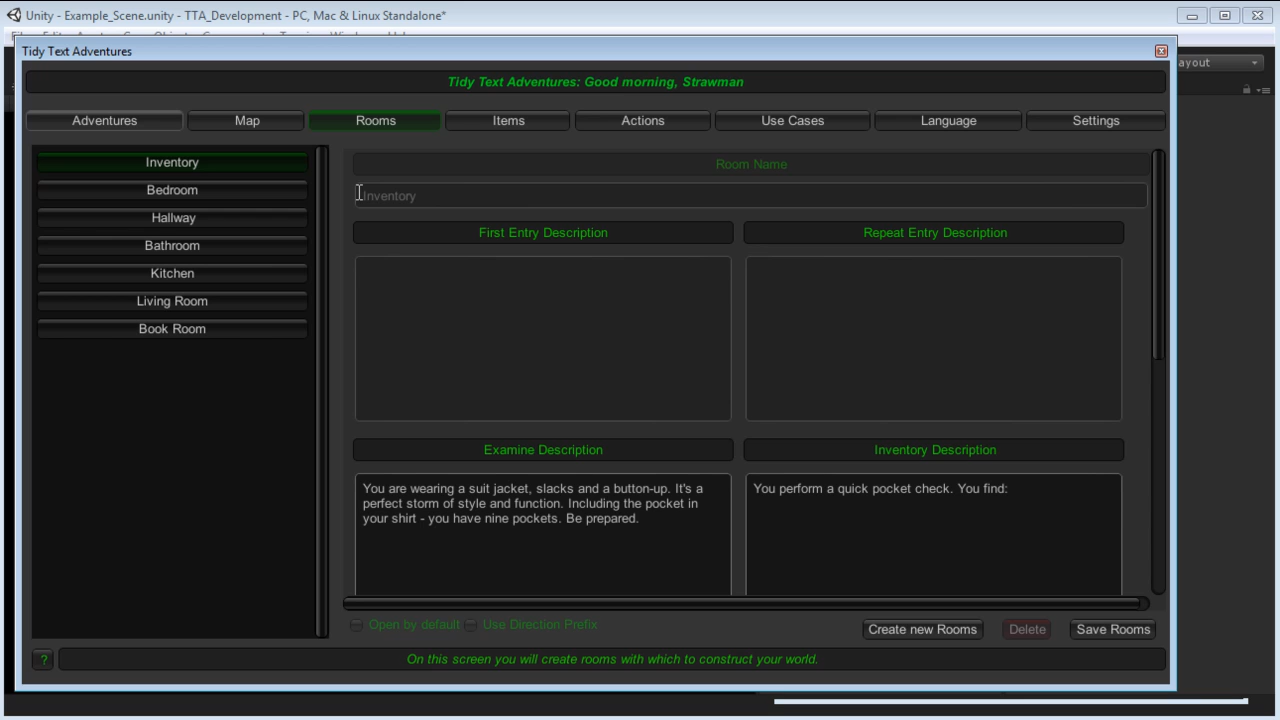 Unity - Example_Scene.unity - TTA_Development - PC, Mac & Linux Standalone*
Tidy Text Adventures
ayout
Tidy Text Adventures: Good morning, Strawman
Adventures Map Rooms Items Actions Use Cases Language Settings
Inventory
Bedroom
Hallway
Bathroom
Kitchen
Living Room
Book Room
Room Name
Inventory
First Entry Description Repeat Entry Description
Examine Description Inventory Description
You are wearing a suit jacket, slacks and a button-up. It's a
perfect storm of style and function. Including the pocket in
your shirt - you have nine pockets. Be prepared.
You perform a quick pocket check. You find:
Open by default Use Direction Prefix
Create new Rooms Delete Save Rooms
? On this screen you will create rooms with which to construct your world.